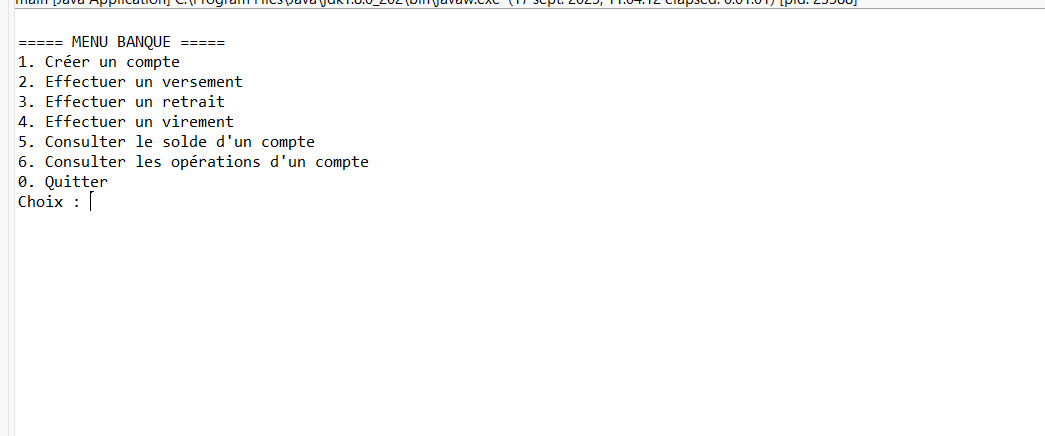 main [Java Application] C:\Program Files\Java\jdk1.8.0_202\bin\javaw.exe (17 sept. 2025, 11:04:12 elapsed: 0:01:01) [pid: 25588]
===== MENU BANQUE =====
1. Créer un compte
2. Effectuer un versement
3. Effectuer un retrait
4. Effectuer un virement
5. Consulter le solde d'un compte
6. Consulter les opérations d'un compte
0. Quitter
Choix :